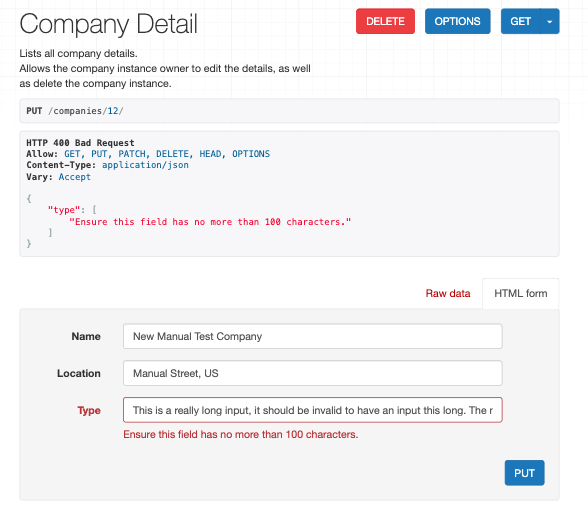 Company Detail
DELETE
OPTIONS
GET
Lists all company details.
Allows the company instance owner to edit the details, as well
as delete the company instance.
PUT /companies/12/
HTTP 400 Bad Request
Allow: GET, PUT, PATCH, DELETE, HEAD, OPTIONS
Content-Type: application/json
Vary: Accept
{
"type": [
"Ensure this field has no more than 100 characters."
]
}
Raw data
HTML form
Name
New Manual Test Company
Location
Manual Street, US
Type
This is a really long input, it should be invalid to have an input this long. The
Ensure this field has no more than 100 characters.
PUT